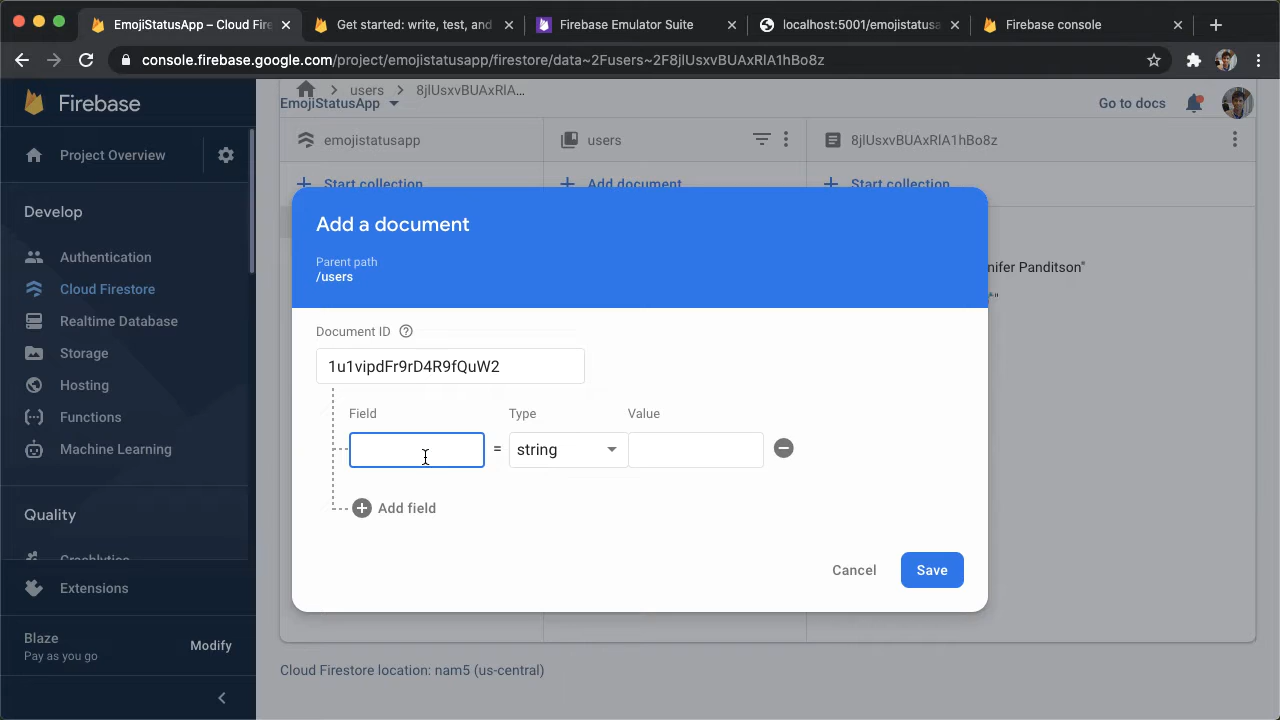 EmojiStatusApp – Cloud Fire
Get started: write, test, and
Firebase Emulator Suite
localhost:5001/emojistatusa
Firebase console
console.firebase.google.com/project/emojistatusapp/firestore/data~2Fusers~2F8jlUsxvBUAxRlA1hBo8z
Firebase
Project Overview
Develop
Authentication
Cloud Firestore
Realtime Database
Storage
Hosting
Functions
Machine Learning
Quality
Crashlytics
Extensions
Blaze
Pay as you go
Modify
users
8jlUsxvBUAxRlA...
EmojiStatusApp
Go to docs
emojistatusapp
users
8jlUsxvBUAxRlA1hBo8z
Start collection
Add document
Start collection
nifer Panditson"
Add a document
Parent path
/users
Document ID
1u1vipdFr9rD4R9fQuW2
Field
Type
Value
=
string
Add field
Cancel
Save
Cloud Firestore location: nam5 (us-central)